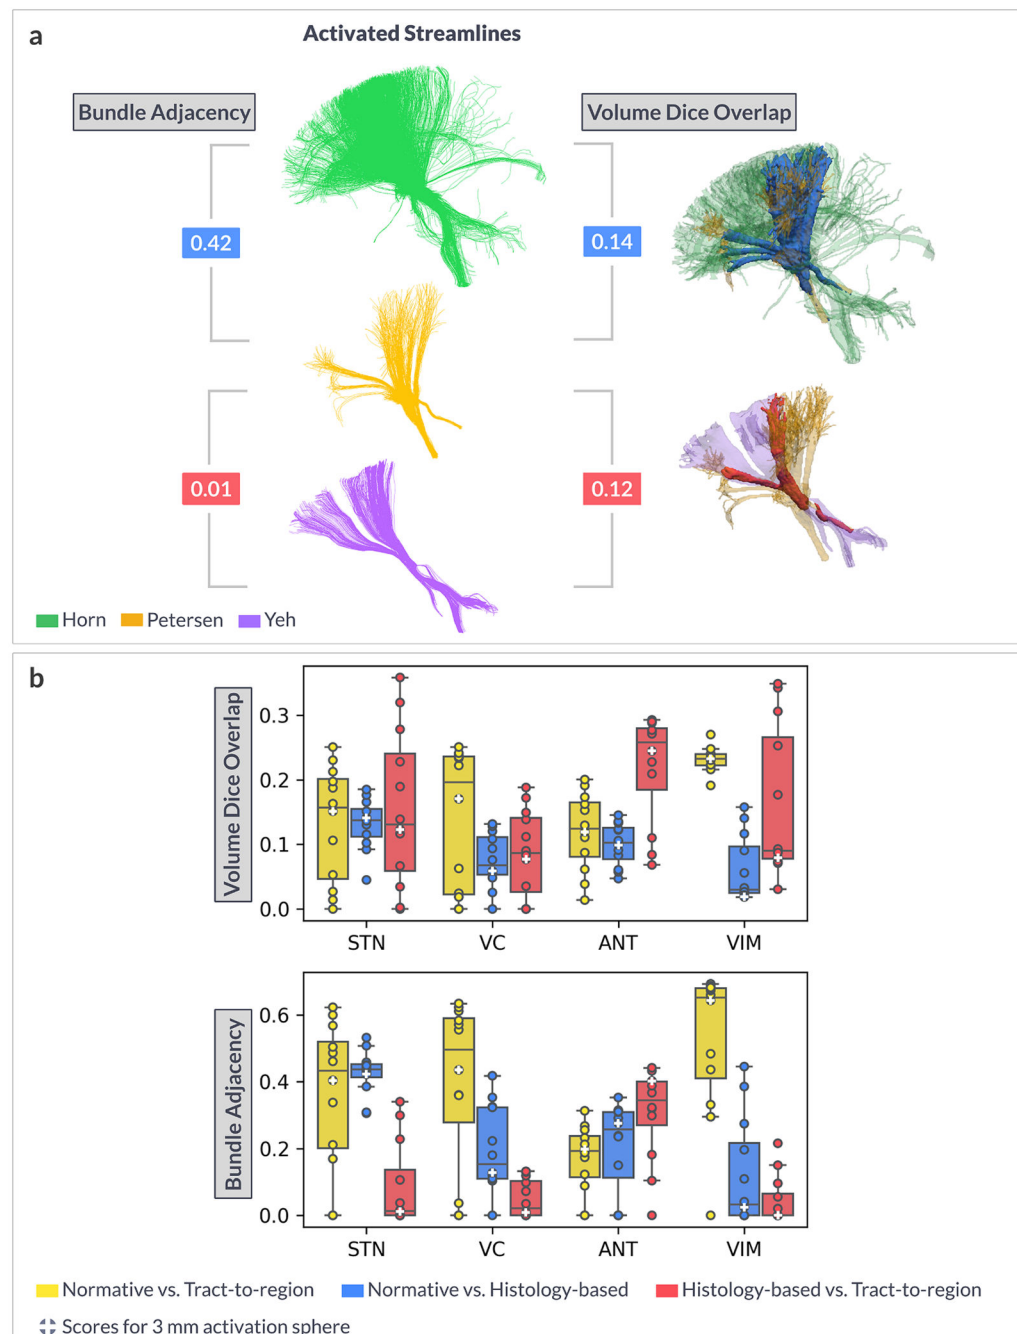 a
Activated Streamlines
Bundle Adjacency
Volume Dice Overlap
0.42
0.14
0.01
0.12
Horn
Petersen
Yeh
b
Volume Dice Overlap
0.3
0.2
0.1
0.0
STN
VC
ANT
VIM
Bundle Adjacency
0.6
0.4
0.2
0.0
STN
VC
ANT
VIM
Normative vs. Tract-to-region
Normative vs. Histology-based
Histology-based vs. Tract-to-region
Scores for 3 mm activation sphere